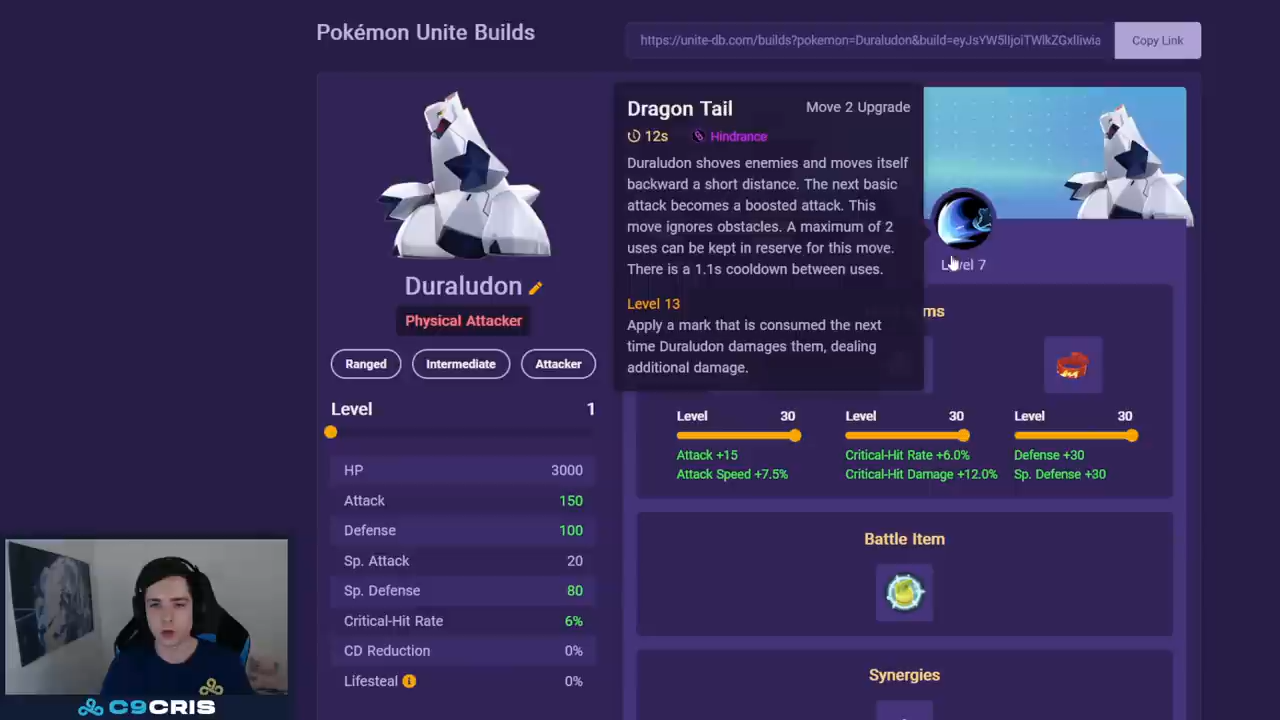 Pokémon Unite Builds
https://unite-db.com/builds?pokemon=Duraludon&build=eyJsYW5lIjoiTWlkZGxlIiwia
Copy Link
Dragon Tail
Move 2 Upgrade
12s
Hindrance
Duraludon shoves enemies and moves itself
backward a short distance. The next basic
attack becomes a boosted attack. This
move ignores obstacles. A maximum of 2
uses can be kept in reserve for this move.
There is a 1.1s cooldown between uses.
Level 13
Apply a mark that is consumed the next
time Duraludon damages them, dealing
additional damage.
Level 7
Duraludon
Physical Attacker
Ranged
Intermediate
Attacker
Level 1
HP 3000
Attack 150
Defense 100
Sp. Attack 20
Sp. Defense 80
Critical-Hit Rate 6%
CD Reduction 0%
Lifesteal 0%
ms
Level 30
Attack +15
Attack Speed +7.5%
Level 30
Critical-Hit Rate +6.0%
Critical-Hit Damage +12.0%
Level 30
Defense +30
Sp. Defense +30
Battle Item
Synergies
C9CRIS